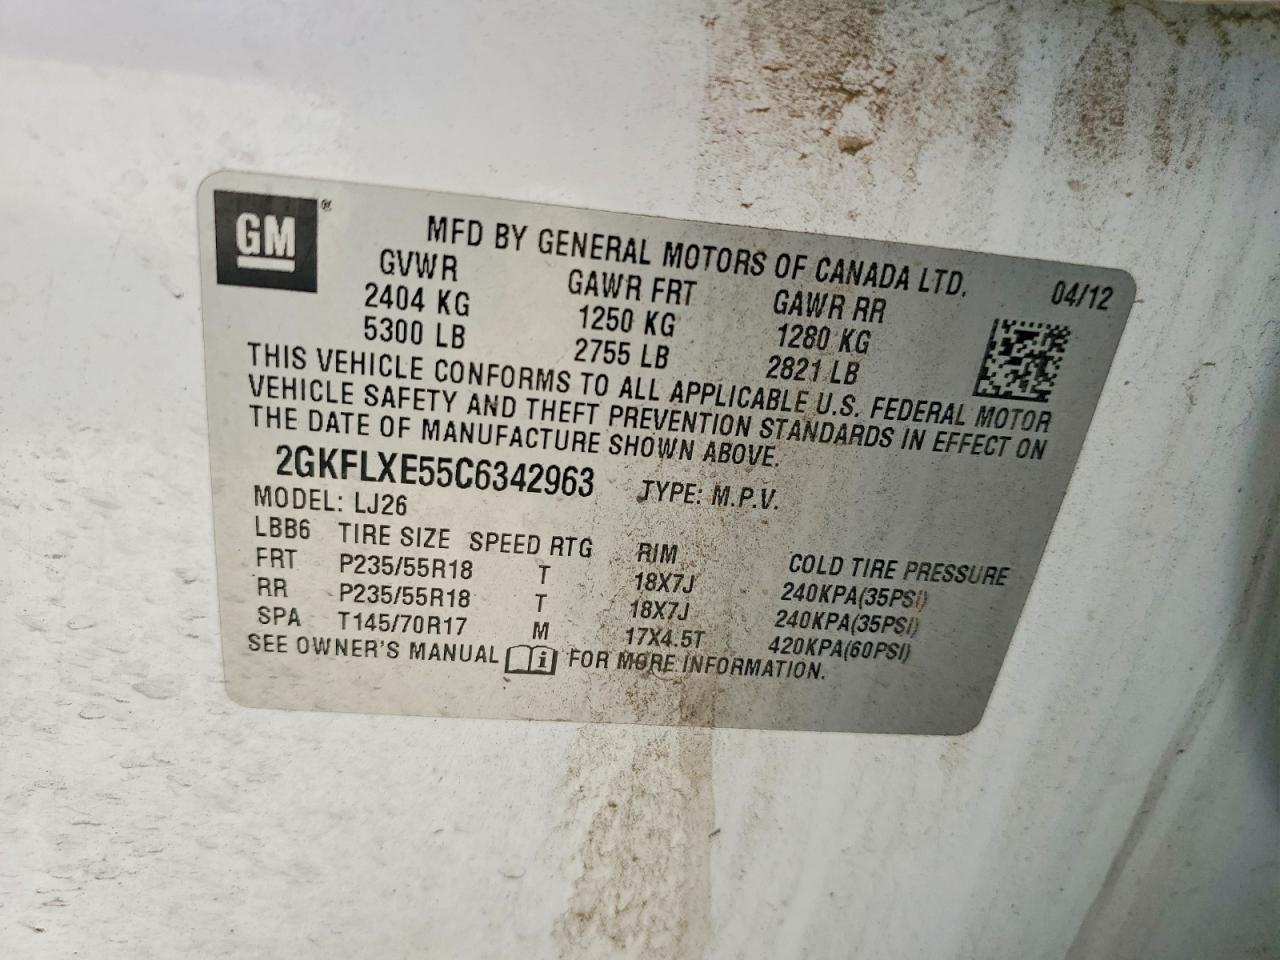 GM ®
MFD BY GENERAL MOTORS OF CANADA LTD. 04/12
GVWR GAWR FRT GAWR RR
2404 KG 1250 KG 1280 KG
5300 LB 2755 LB 2821 LB
THIS VEHICLE CONFORMS TO ALL APPLICABLE U.S. FEDERAL MOTOR
VEHICLE SAFETY AND THEFT PREVENTION STANDARDS IN EFFECT ON
THE DATE OF MANUFACTURE SHOWN ABOVE.
2GKFLXE55C6342963 TYPE: M.P.V.
MODEL: LJ26
LBB6 TIRE SIZE SPEED RTG RIM COLD TIRE PRESSURE
FRT P235/55R18 T 18X7J 240KPA(35PSI)
RR P235/55R18 T 18X7J 240KPA(35PSI)
SPA T145/70R17 M 17X4.5T 420KPA(60PSI)
SEE OWNER'S MANUAL i FOR MORE INFORMATION.